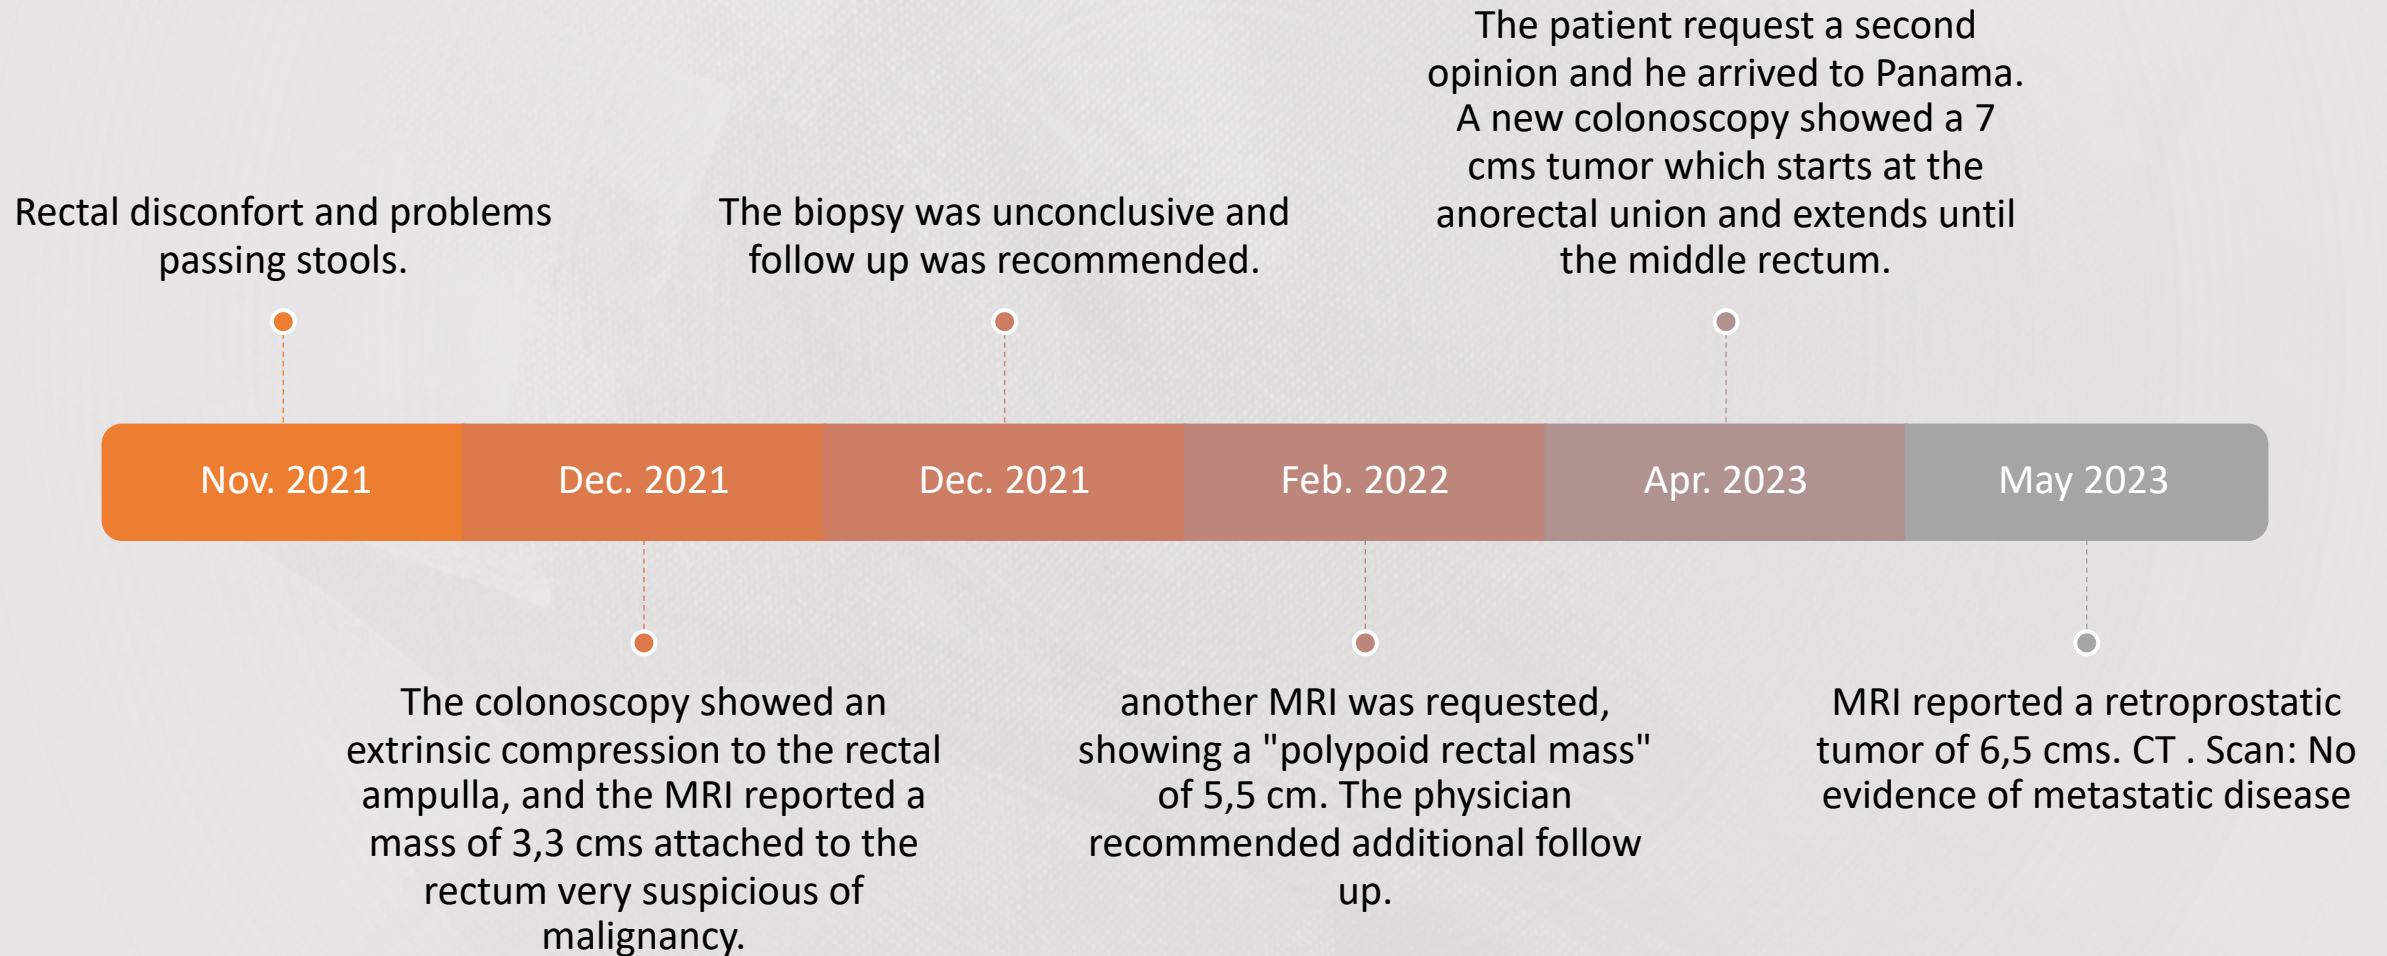 Rectal disconfort and problems
passing stools.
The biopsy was unconclusive and
follow up was recommended.
The patient request a second
opinion and he arrived to Panama.
A new colonoscopy showed a 7
cms tumor which starts at the
anorectal union and extends until
the middle rectum.
Nov. 2021
Dec. 2021
Dec. 2021
Feb. 2022
Apr. 2023
May 2023
The colonoscopy showed an
extrinsic compression to the rectal
ampulla, and the MRI reported a
mass of 3,3 cms attached to the
rectum very suspicious of
malignancy.
another MRI was requested,
showing a "polypoid rectal mass"
of 5,5 cm. The physician
recommended additional follow
up.
MRI reported a retroprostatic
tumor of 6,5 cms. CT . Scan: No
evidence of metastatic disease